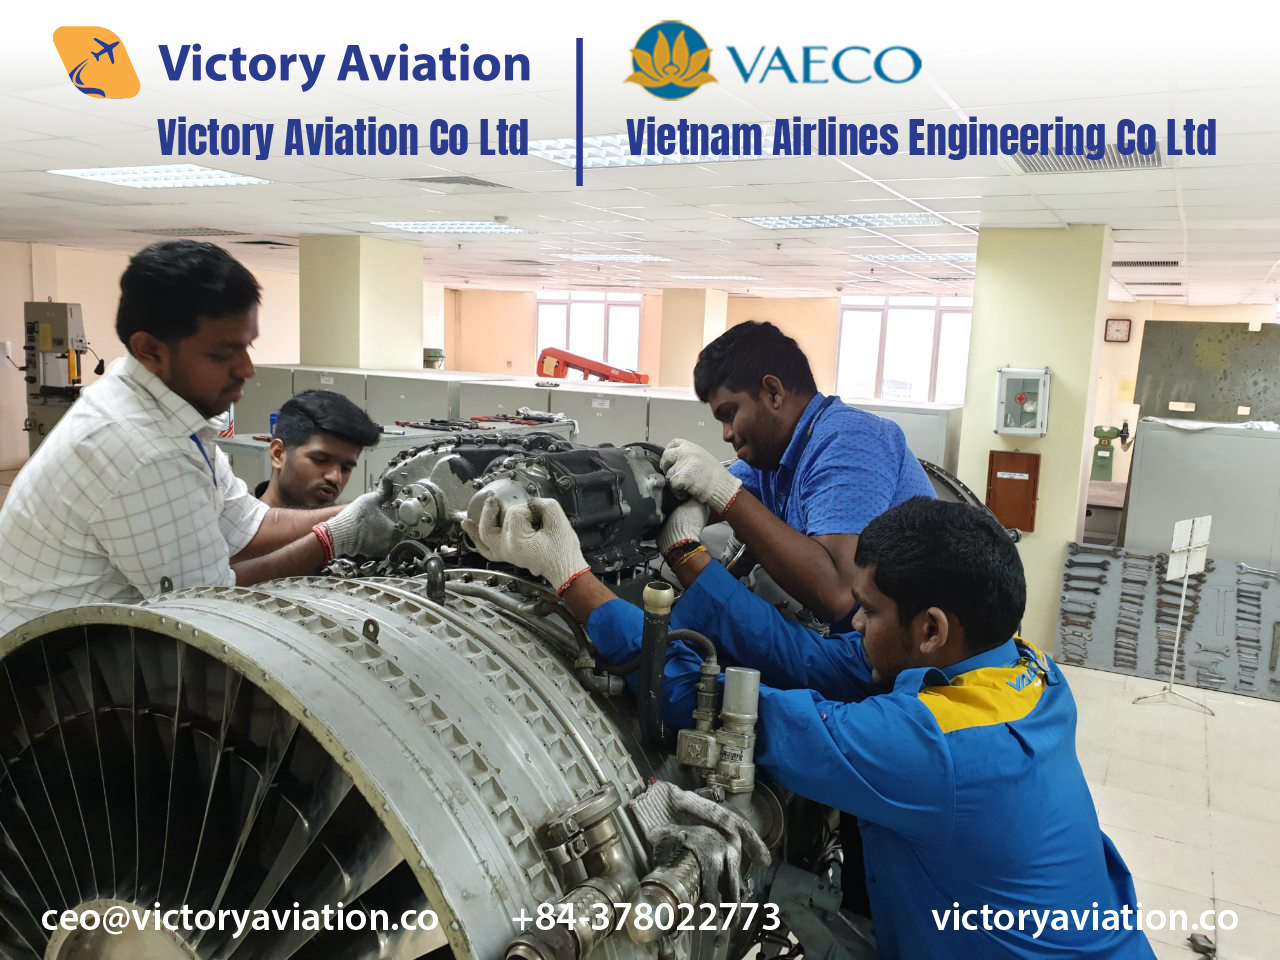 Victory Aviation
Victory Aviation Co Ltd
VAECO
Vietnam Airlines Engineering Co Ltd
ceo@victoryaviation.co
+84-378022773
victoryaviation.co